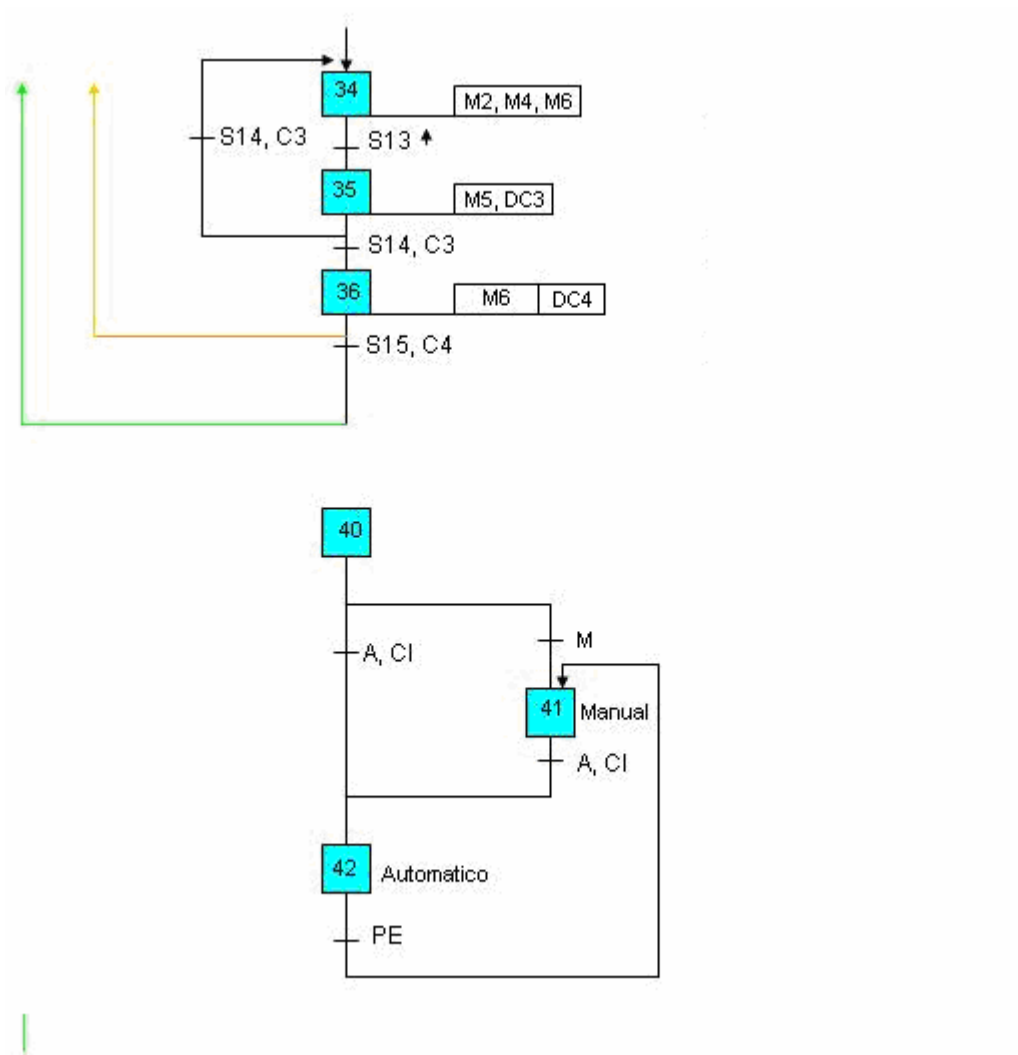 34
M2, M4, M6
S14, C3
S13
35
M5, DC3
S14, C3
36
M6
DC4
S15, C4
40
M
A, CI
41 Manual
A, CI
42 Automatico
PE